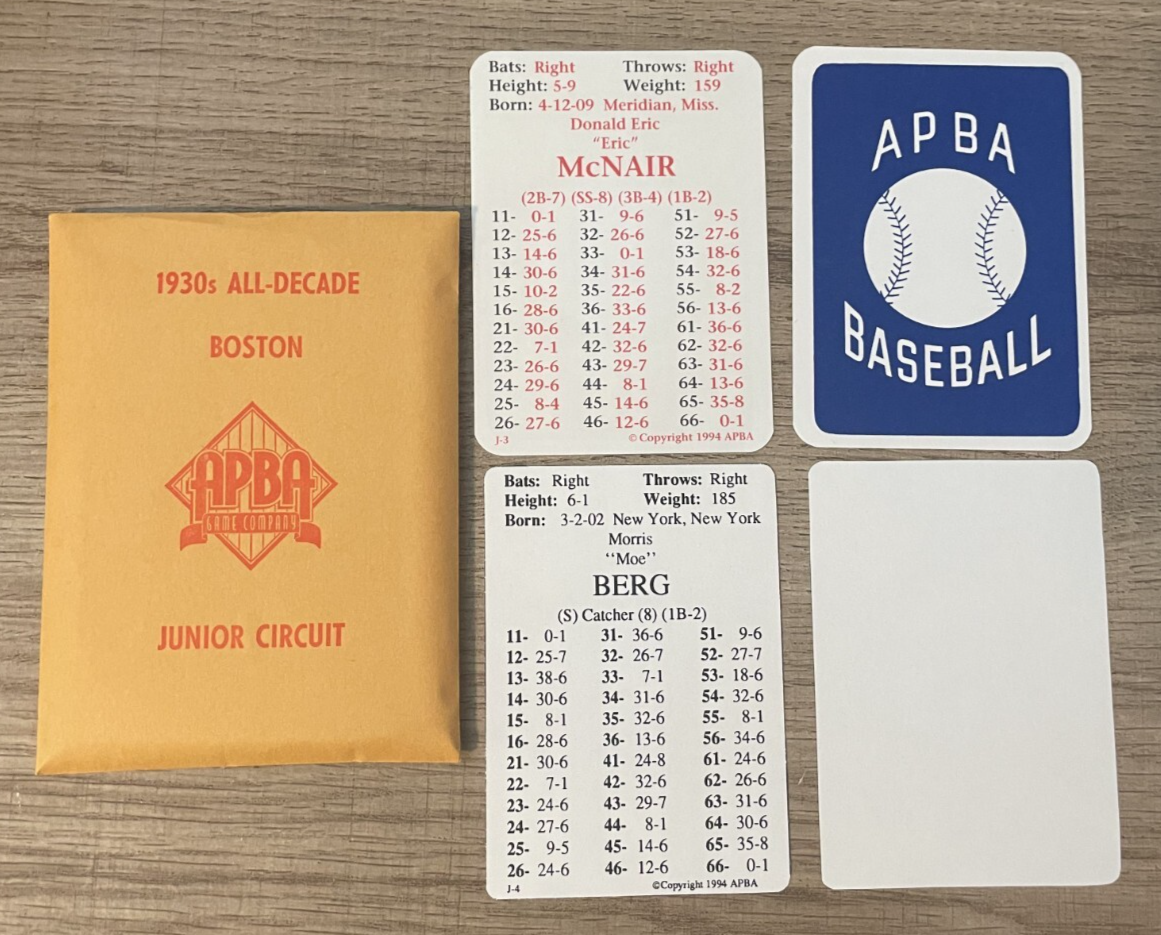 1930s ALL-DECADE
BOSTON
APBA
GAME COMPANY
JUNIOR CIRCUIT
Bats: Right Throws: Right
Height: 5-9 Weight: 159
Born: 4-12-09 Meridian, Miss.
Donald Eric
“Eric”
McNAIR
(2B-7) (SS-8) (3B-4) (1B-2)
11- 0-1 31- 9-6 51- 9-5
12- 25-6 32- 26-6 52- 27-6
13- 14-6 33- 0-1 53- 18-6
14- 30-6 34- 31-6 54- 32-6
15- 10-2 35- 22-6 55- 8-2
16- 28-6 36- 33-6 56- 13-6
21- 30-6 41- 24-7 61- 36-6
22- 7-1 42- 32-6 62- 32-6
23- 26-6 43- 29-7 63- 31-6
24- 29-6 44- 8-1 64- 13-6
25- 8-4 45- 14-6 65- 35-8
26- 27-6 46- 12-6 66- 0-1
J-3 © Copyright 1994 APBA
APBA
BASEBALL
Bats: Right Throws: Right
Height: 6-1 Weight: 185
Born: 3-2-02 New York, New York
Morris
“Moe”
BERG
(S) Catcher (8) (1B-2)
11- 0-1 31- 36-6 51- 9-6
12- 25-7 32- 26-7 52- 27-7
13- 38-6 33- 7-1 53- 18-6
14- 30-6 34- 31-6 54- 32-6
15- 8-1 35- 32-6 55- 8-1
16- 28-6 36- 13-6 56- 34-6
21- 30-6 41- 24-8 61- 24-6
22- 7-1 42- 32-6 62- 26-6
23- 24-6 43- 29-7 63- 31-6
24- 27-6 44- 8-1 64- 30-6
25- 9-5 45- 14-6 65- 35-8
26- 24-6 46- 12-6 66- 0-1
J-4 ©Copyright 1994 APBA